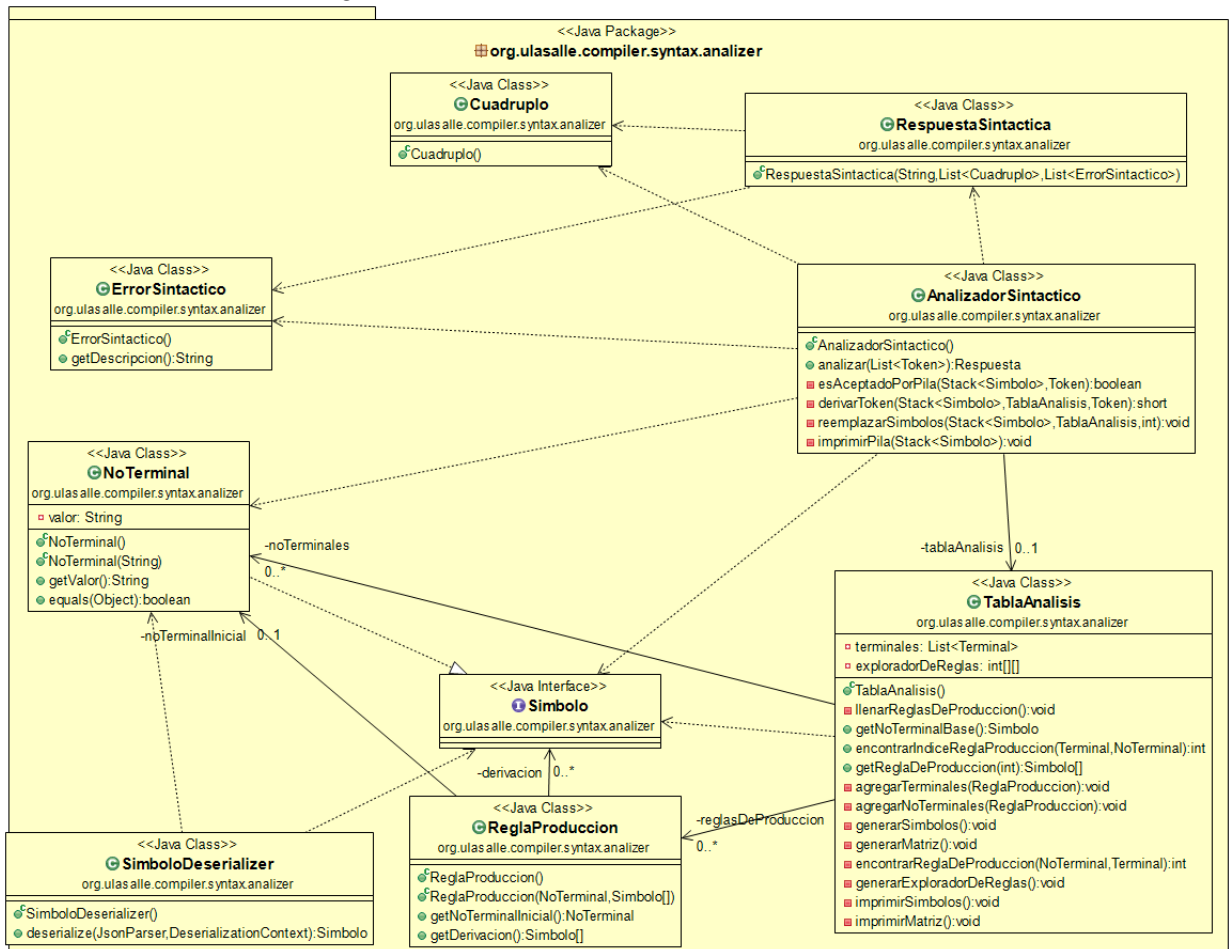 <<Java Package>>
org.ulasalle.compiler.syntax.analizer
<<Java Class>>
Cuadruplo
org.ulasalle.compiler.syntax.analizer
Cuadruplo()
<<Java Class>>
RespuestaSintactica
org.ulasalle.compiler.syntax.analizer
RespuestaSintactica(String,List<Cuadruplo>,List<ErrorSintactico>)
<<Java Class>>
ErrorSintactico
org.ulasalle.compiler.syntax.analizer
ErrorSintactico()
getDescripcion():String
<<Java Class>>
AnalizadorSintactico
org.ulasalle.compiler.syntax.analizer
AnalizadorSintactico()
analizar(List<Token>):Respuesta
esAceptadoPorPila(Stack<Simbolo>,Token):boolean
derivarToken(Stack<Simbolo>,TablaAnalisis,Token):short
reemplazarSimbolos(Stack<Simbolo>,TablaAnalisis,int):void
imprimirPila(Stack<Simbolo>):void
<<Java Class>>
NoTerminal
org.ulasalle.compiler.syntax.analizer
valor: String
NoTerminal()
NoTerminal(String)
getValor():String
equals(Object):boolean
-noTerminales
0..*
-tablaAnalisis 0..1
-noTerminalInicial 0..1
<<Java Class>>
TablaAnalisis
org.ulasalle.compiler.syntax.analizer
terminales: List<Terminal>
exploradorDeReglas: int[][]
TablaAnalisis()
llenarReglasDeProduccion():void
getNoTerminalBase():Simbolo
encontrarIndiceReglaProduccion(Terminal,NoTerminal):int
getReglaDeProduccion(int):Simbolo[]
agregarTerminales(ReglaProduccion):void
agregarNoTerminales(ReglaProduccion):void
generarSimbolos():void
generarMatriz():void
encontrarReglaDeProduccion(NoTerminal,Terminal):int
generarExploradorDeReglas():void
imprimirSimbolos():void
imprimirMatriz():void
<<Java Interface>>
Simbolo
org.ulasalle.compiler.syntax.analizer
-derivacion 0..*
-reglasDeProduccion
0..*
<<Java Class>>
ReglaProduccion
org.ulasalle.compiler.syntax.analizer
ReglaProduccion()
ReglaProduccion(NoTerminal,Simbolo[])
getNoTerminalInicial():NoTerminal
getDerivacion():Simbolo[]
<<Java Class>>
SimboloDeserializer
org.ulasalle.compiler.syntax.analizer
SimboloDeserializer()
deserialize(JsonParser,DeserializationContext):Simbolo